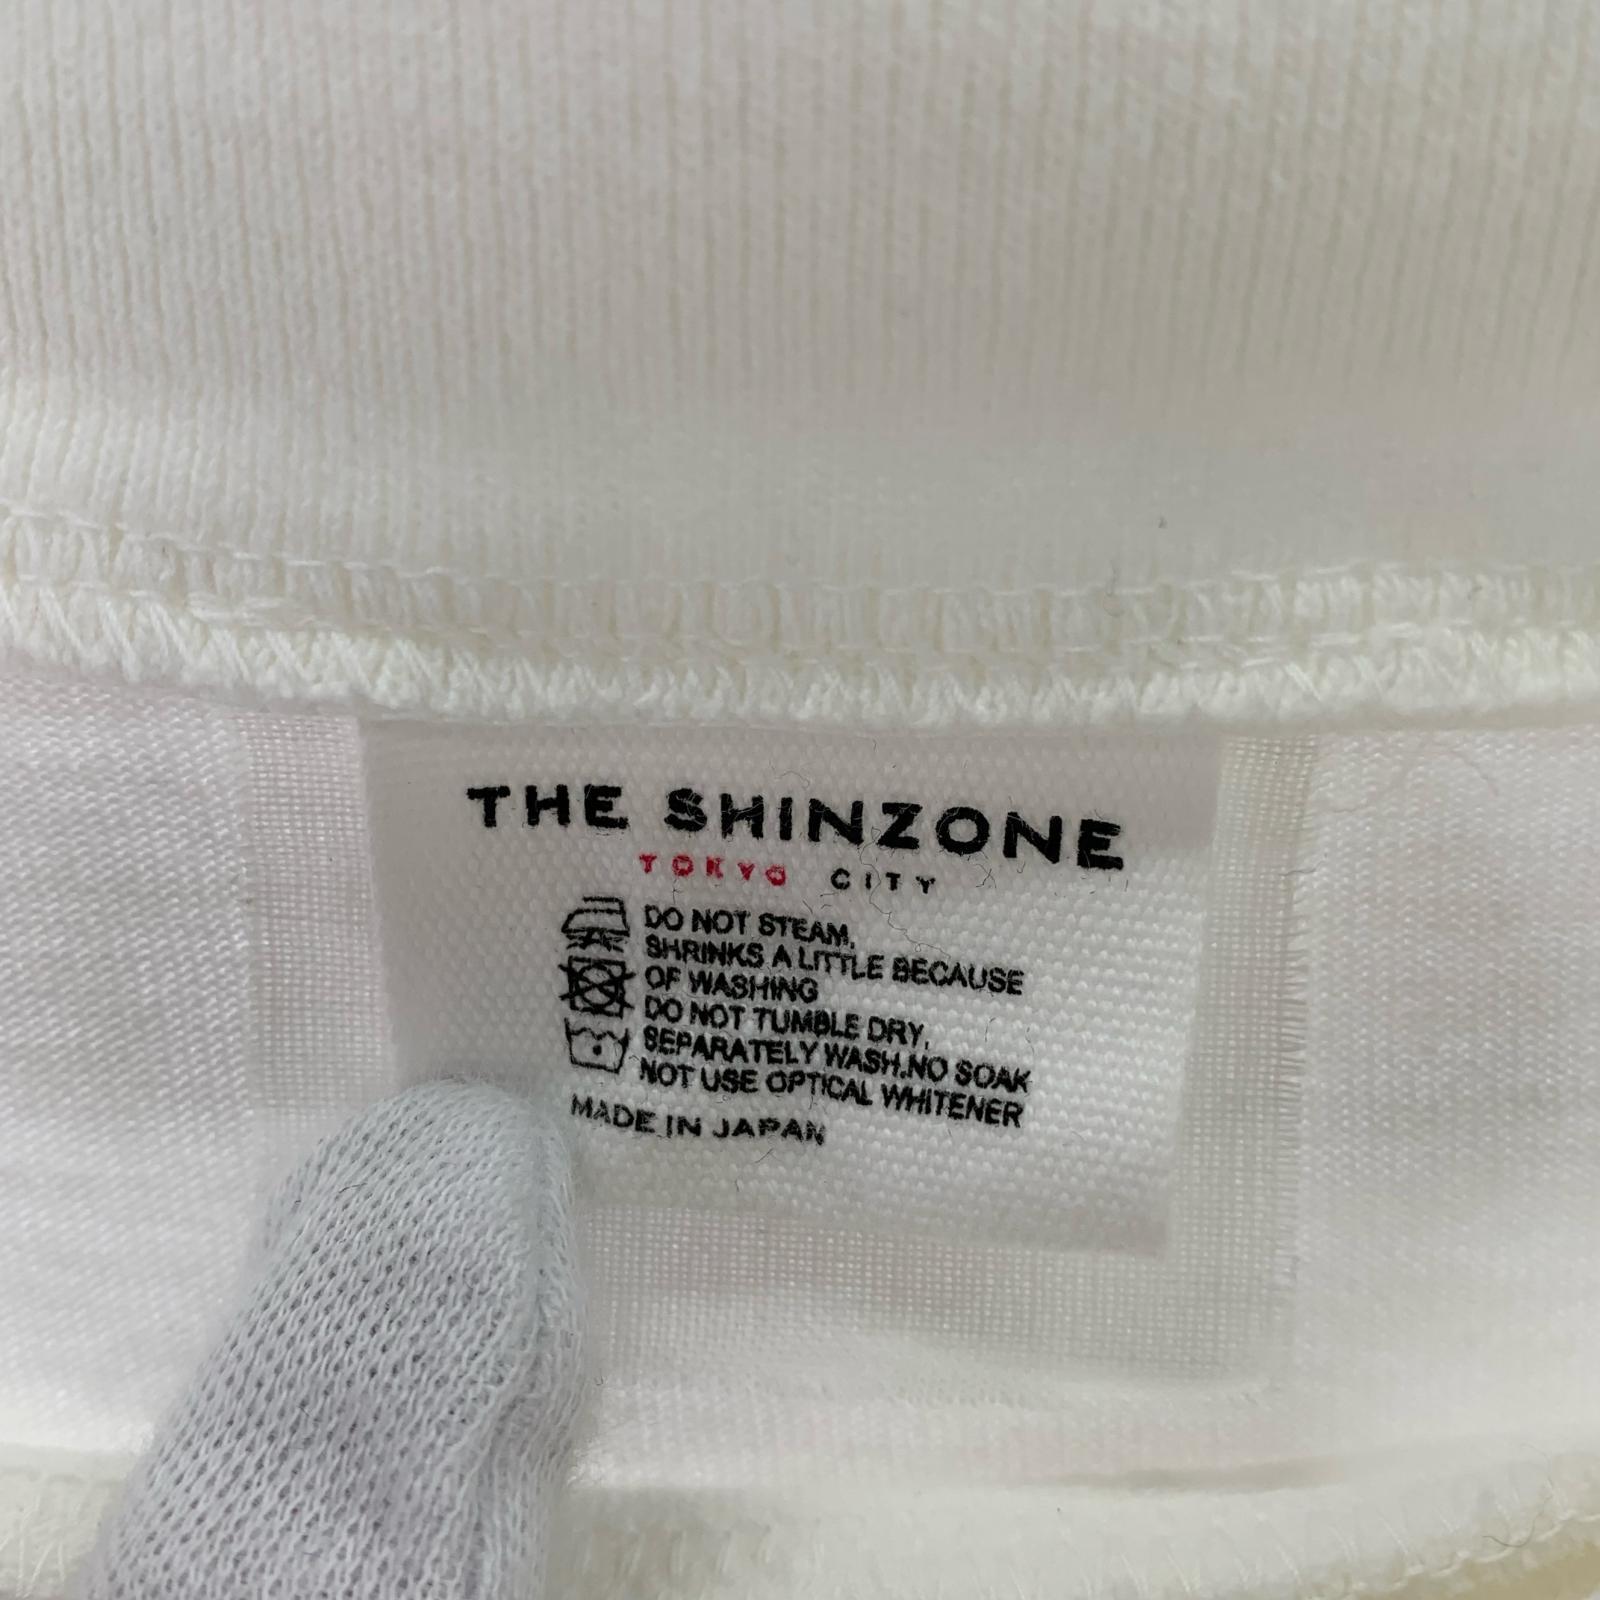 THE SHINZONE
TOKYO CITY
DO NOT STEAM,
SHRINKS A LITTLE BECAUSE
OF WASHING
DO NOT TUMBLE DRY,
SEPARATELY WASH.NO SOAK
NOT USE OPTICAL WHITENER
MADE IN JAPAN